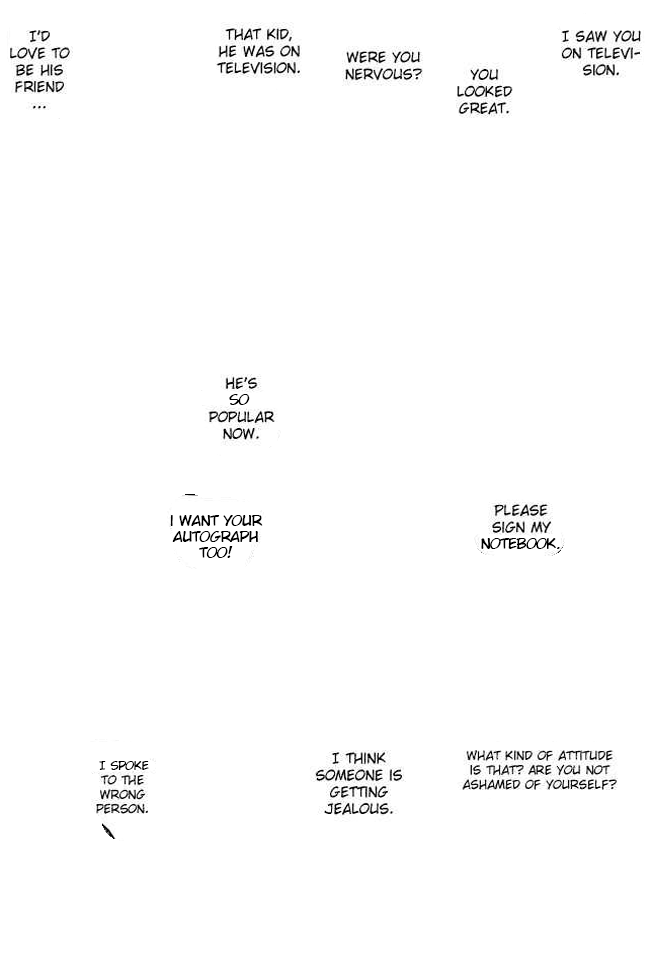 I SAW YOU
ON TELEVI-
SION.
YOU
LOOKED
GREAT.
WERE YOU
NERVOUS?
THAT KID,
HE WAS ON
TELEVISION.
I'D
LOVE TO
BE HIS
FRIEND
...
HE'S
SO
POPULAR
NOW.
PLEASE
SIGN MY
NOTEBOOK.
I WANT YOUR
AUTOGRAPH
TOO!
WHAT KIND OF ATTITUDE
IS THAT? ARE YOU NOT
ASHAMED OF YOURSELF?
I THINK
SOMEONE IS
GETTING
JEALOUS.
I SPOKE
TO THE
WRONG
PERSON.